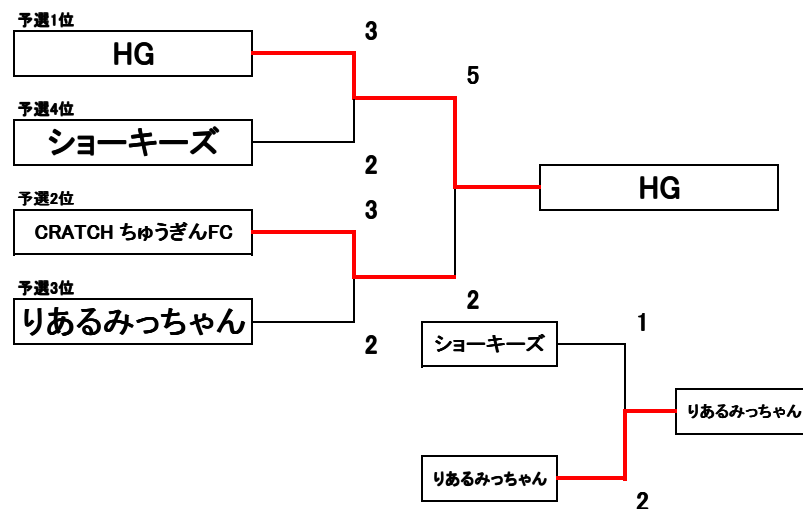 予選1位
HG
3
5
予選4位
ショーキーズ
2
HG
予選2位
3
CRATCH ちゅうぎんFC
予選3位
りあるみっちゃん
2
2
ショーキーズ
1
りあるみっちゃん
りあるみっちゃん
2